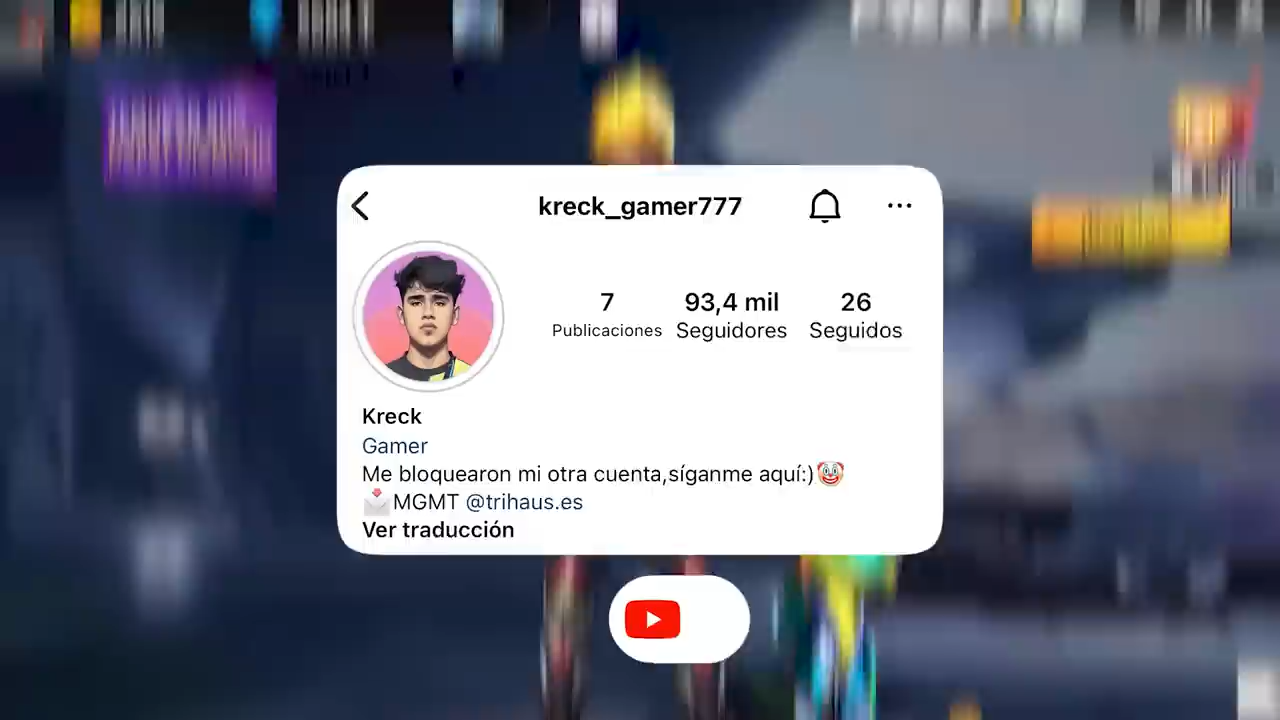 kreck_gamer777
7 93,4 mil 26
Publicaciones Seguidores Seguidos
Kreck
Gamer
Me bloquearon mi otra cuenta,síganme aquí:)🤡
📩MGMT @trihaus.es
Ver traducción